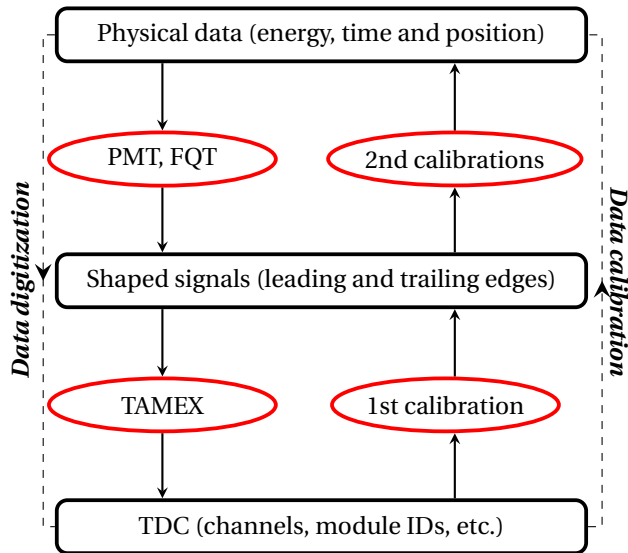 Physical data (energy, time and position)
PMT, FQT
2nd calibrations
Data digitization
Data calibration
Shaped signals (leading and trailing edges)
TAMEX
1st calibration
TDC (channels, module IDs, etc.)